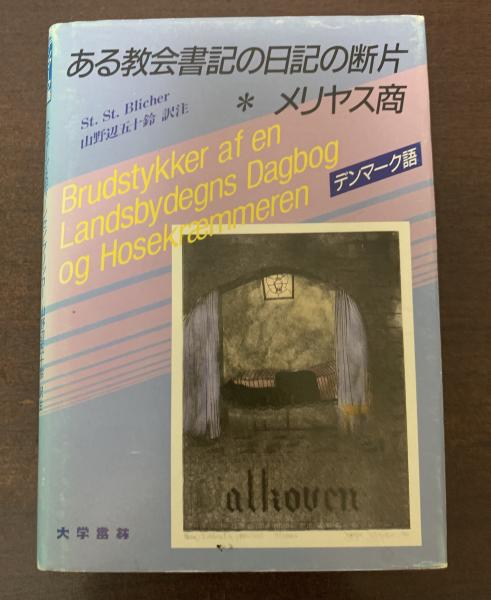 ある教会書記の日記の断片
* メリヤス商
St. St. Blicher
山野辺五十鈴 訳注
Brudstykker af en
Landsbydegns Dagbog
og Hosekræmmeren
デンマーク語
alkoven
大学書林